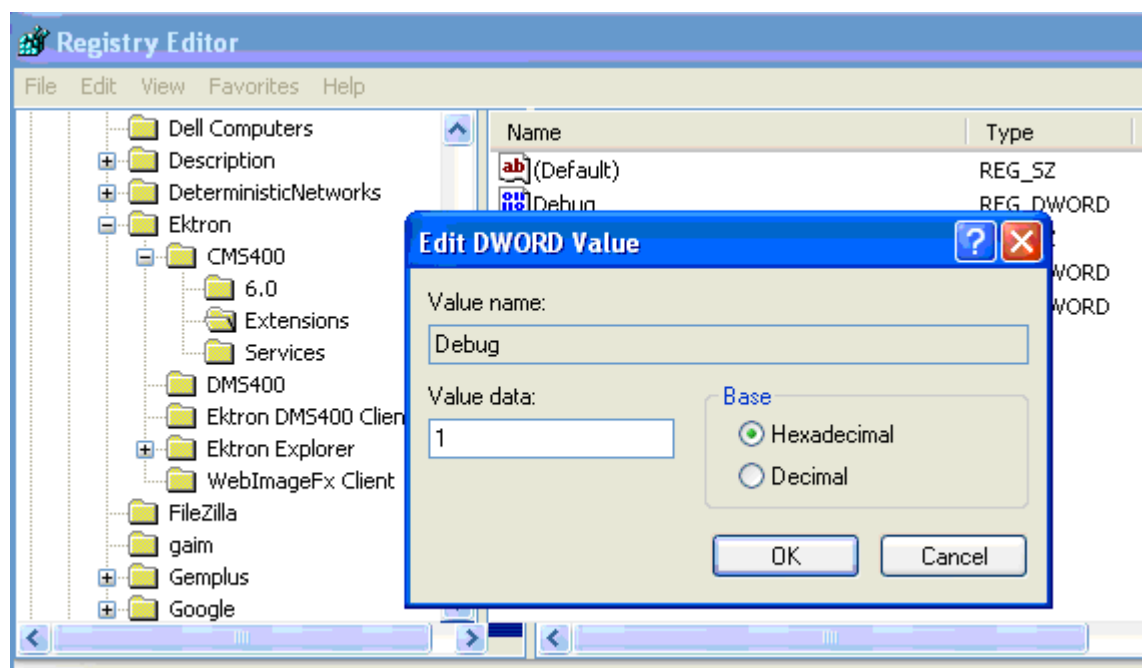 Registry Editor
File Edit View Favorites Help
Dell Computers
Description
DeterministicNetworks
Ektron
CMS400
6.0
Extensions
Services
DMS400
Ektron DMS400 Clien
Ektron Explorer
WebImageFx Client
FileZilla
gaim
Gemplus
Google
Name Type
(Default) REG_SZ
Debug REG_DWORD
WORD
WORD
Edit DWORD Value
Value name:
Debug
Value data:
1
Base
Hexadecimal
Decimal
OK Cancel